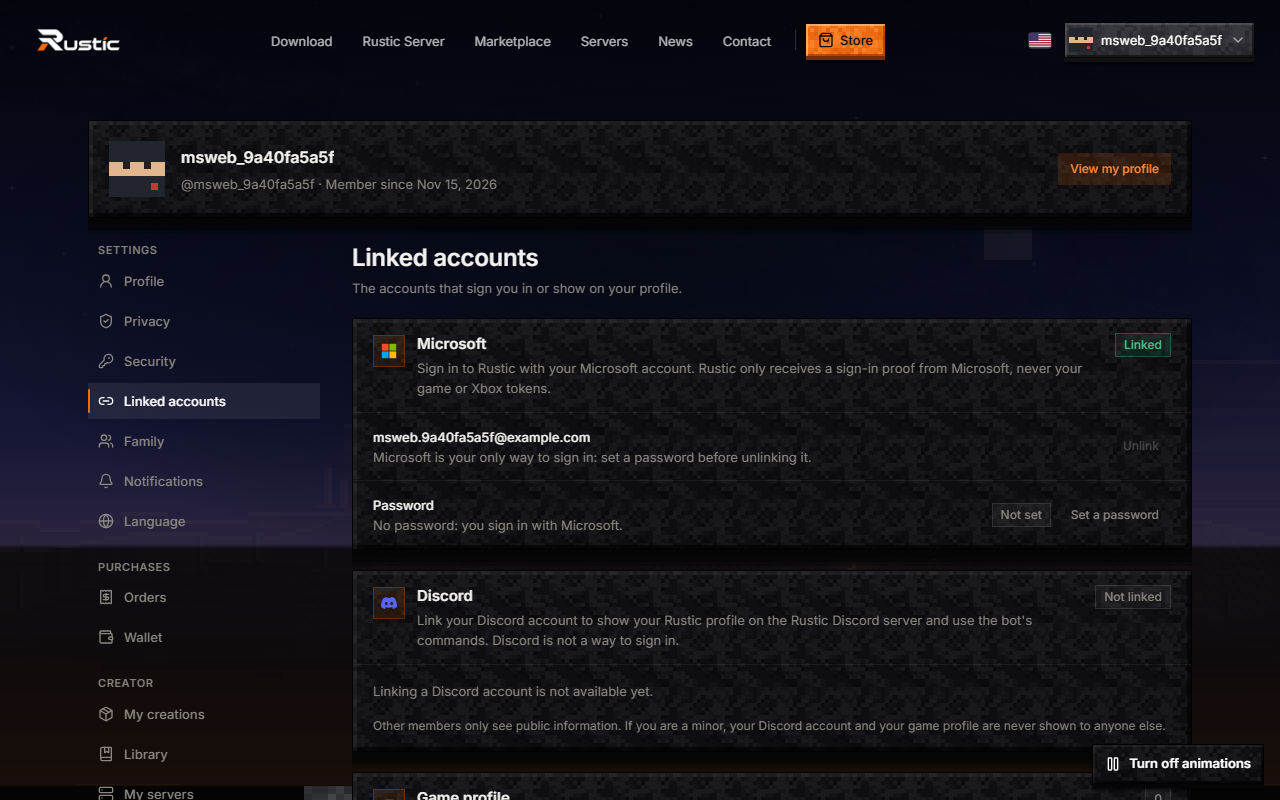 Rustic
Download
Rustic Server
Marketplace
Servers
News
Contact
Store
msweb_9a40fa5a5f
msweb_9a40fa5a5f
@msweb_9a40fa5a5f · Member since Nov 15, 2026
View my profile
SETTINGS
Profile
Privacy
Security
Linked accounts
Family
Notifications
Language
PURCHASES
Orders
Wallet
CREATOR
My creations
Library
My servers
Linked accounts
The accounts that sign you in or show on your profile.
Microsoft
Linked
Sign in to Rustic with your Microsoft account. Rustic only receives a sign-in proof from Microsoft, never your
game or Xbox tokens.
msweb.9a40fa5a5f@example.com
Microsoft is your only way to sign in: set a password before unlinking it.
Unlink
Password
No password: you sign in with Microsoft.
Not set
Set a password
Discord
Not linked
Link your Discord account to show your Rustic profile on the Rustic Discord server and use the bot's
commands. Discord is not a way to sign in.
Linking a Discord account is not available yet.
Other members only see public information. If you are a minor, your Discord account and your game profile are never shown to anyone else.
Turn off animations
Game profile
0